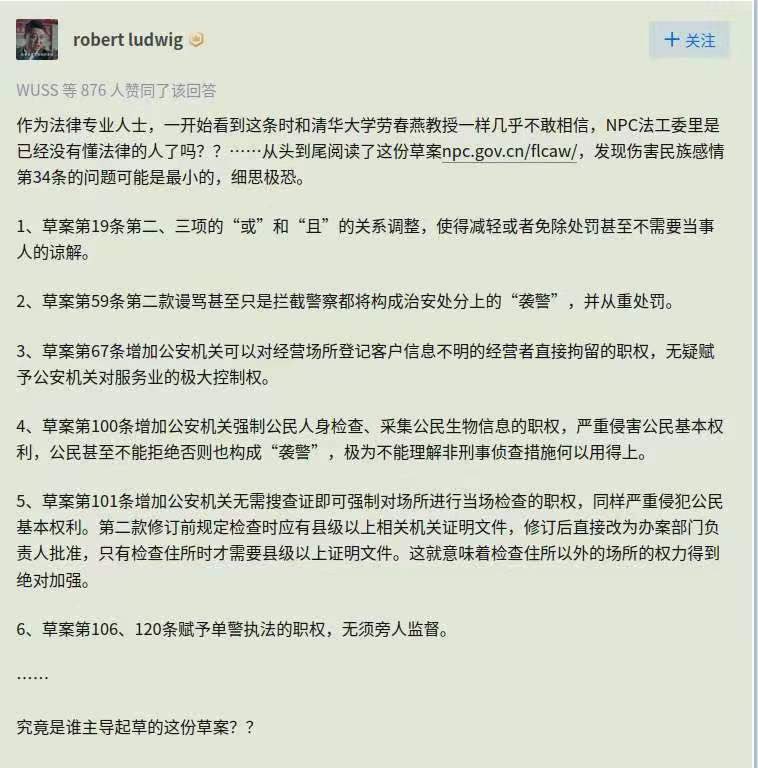 robert ludwig
+ 关注
WUSS 等 876 人赞同了该回答
作为法律专业人士，一开始看到这条时和清华大学劳春燕教授一样几乎不敢相信，NPC法工委里是
已经没有懂法律的人了吗？？……从头到尾阅读了这份草案npc.gov.cn/flcaw/，发现伤害民族感情
第34条的问题可能是最小的，细思极恐。
1、草案第19条第二、三项的“或”和“且”的关系调整，使得减轻或者免除处罚甚至不需要当事
人的谅解。
2、草案第59条第二款谩骂甚至只是拦截警察都将构成治安处分上的“袭警”，并从重处罚。
3、草案第67条增加公安机关可以对经营场所登记客户信息不明的经营者直接拘留的职权，无疑赋
予公安机关对服务业的极大控制权。
4、草案第100条增加公安机关强制公民人身检查、采集公民生物信息的职权，严重侵害公民基本权
利，公民甚至不能拒绝否则也构成“袭警”，极为不能理解非刑事侦查措施何以用得上。
5、草案第101条增加公安机关无需搜查证即可强制对场所进行当场检查的职权，同样严重侵犯公民
基本权利。第二款修订前规定检查时应有县级以上相关机关证明文件，修订后直接改为办案部门负
责人批准，只有检查住所时才需要县级以上证明文件。这就意味着检查住所以外的场所的权力得到
绝对加强。
6、草案第106、120条赋予单警执法的职权，无须旁人监督。
……
究竟是谁主导起草的这份草案？？